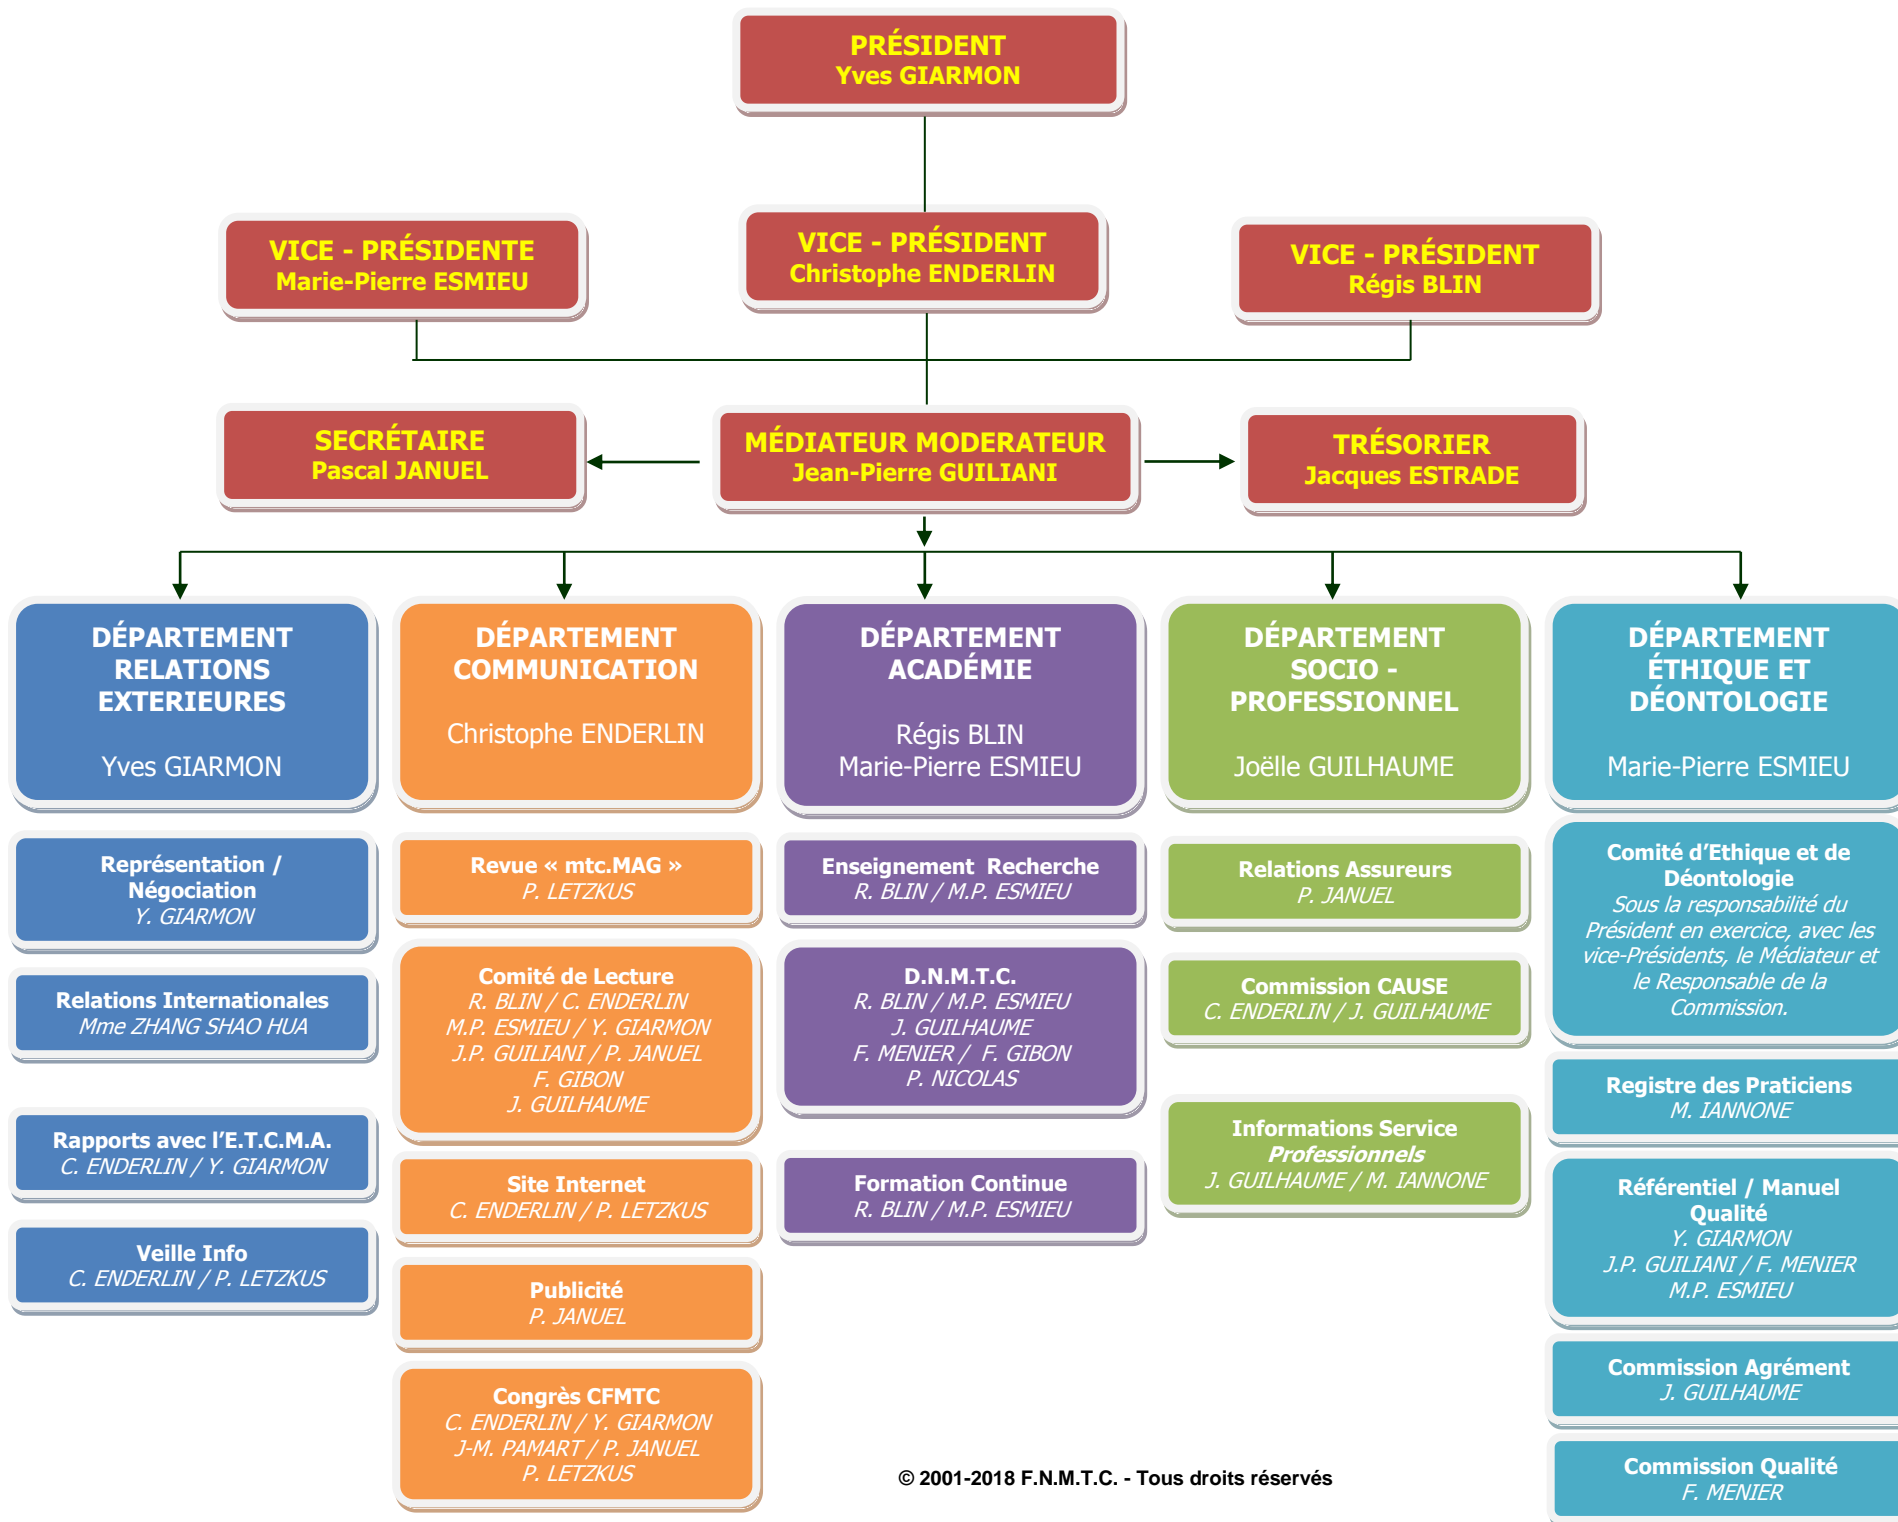 PRÉSIDENT
Yves GIARMON
VICE - PRÉSIDENTE
Marie-Pierre ESMIEU
VICE - PRÉSIDENT
Christophe ENDERLIN
VICE - PRÉSIDENT
Régis BLIN
SECRÉTAIRE
Pascal JANUEL
MÉDIATEUR MODERATEUR
Jean-Pierre GUILIANI
TRÉSORIER
Jacques ESTRADE
DÉPARTEMENT
RELATIONS
EXTERIEURES
Yves GIARMON
Représentation /
Négociation
Y. GIARMON
Relations Internationales
Mme ZHANG SHAO HUA
Rapports avec l'E.T.C.M.A.
C. ENDERLIN / Y. GIARMON
Veille Info
C. ENDERLIN / P. LETZKUS
DÉPARTEMENT
COMMUNICATION
Christophe ENDERLIN
Revue « mtc.MAG »
P. LETZKUS
Comité de Lecture
R. BLIN / C. ENDERLIN
M.P. ESMIEU / Y. GIARMON
J.P. GUILIANI / P. JANUEL
F. GIBON
J. GUILHAUME
Site Internet
C. ENDERLIN / P. LETZKUS
Publicité
P. JANUEL
Congrès CFMTC
C. ENDERLIN / Y. GIARMON
J-M. PAMART / P. JANUEL
P. LETZKUS
DÉPARTEMENT
ACADÉMIE
Régis BLIN
Marie-Pierre ESMIEU
Enseignement Recherche
R. BLIN / M.P. ESMIEU
D.N.M.T.C.
R. BLIN / M.P. ESMIEU
J. GUILHAUME
F. MENIER / F. GIBON
P. NICOLAS
Formation Continue
R. BLIN / M.P. ESMIEU
DÉPARTEMENT
SOCIO -
PROFESSIONNEL
Joëlle GUILHAUME
Relations Assureurs
P. JANUEL
Commission CAUSE
C. ENDERLIN / J. GUILHAUME
Informations Service
Professionnels
J. GUILHAUME / M. IANNONE
DÉPARTEMENT
ÉTHIQUE ET
DÉONTOLOGIE
Marie-Pierre ESMIEU
Comité d'Ethique et de
Déontologie
Sous la responsabilité du
Président en exercice, avec les
vice-Présidents, le Médiateur et
le Responsable de la
Commission.
Registre des Praticiens
M. IANNONE
Référentiel / Manuel
Qualité
Y. GIARMON
J.P. GUILIANI / F. MENIER
M.P. ESMIEU
Commission Agrément
J. GUILHAUME
Commission Qualité
F. MENIER
© 2001-2018 F.N.M.T.C. - Tous droits réservés